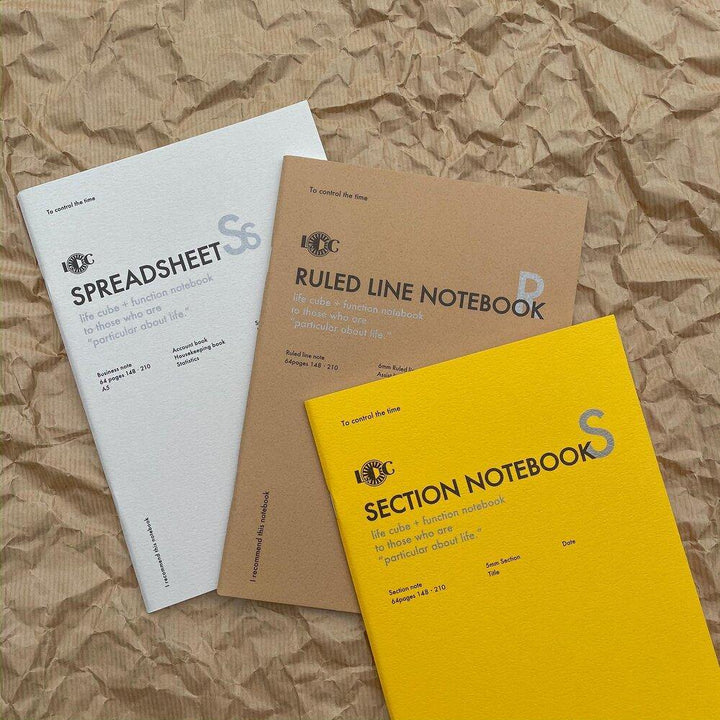 To control the time
SPREADSHEET
life cube + function notebook
to those who are
"particular about life."
Business note
64 pages 148 · 210
A5
Account book
Housekeeping book
Statistics
I recommend this notebook
To control the time
RULED LINE NOTEBOOK
R
life cube + function notebook
to those who are
"particular about life."
Ruled line note
64pages 148 · 210
6mm Ruled
I recommend this notebook
To control the time
SECTION NOTEBOOK
S
life cube + function notebook
to those who are
"particular about life."
Section note
64pages 148 · 210
5mm Section
Title
Date